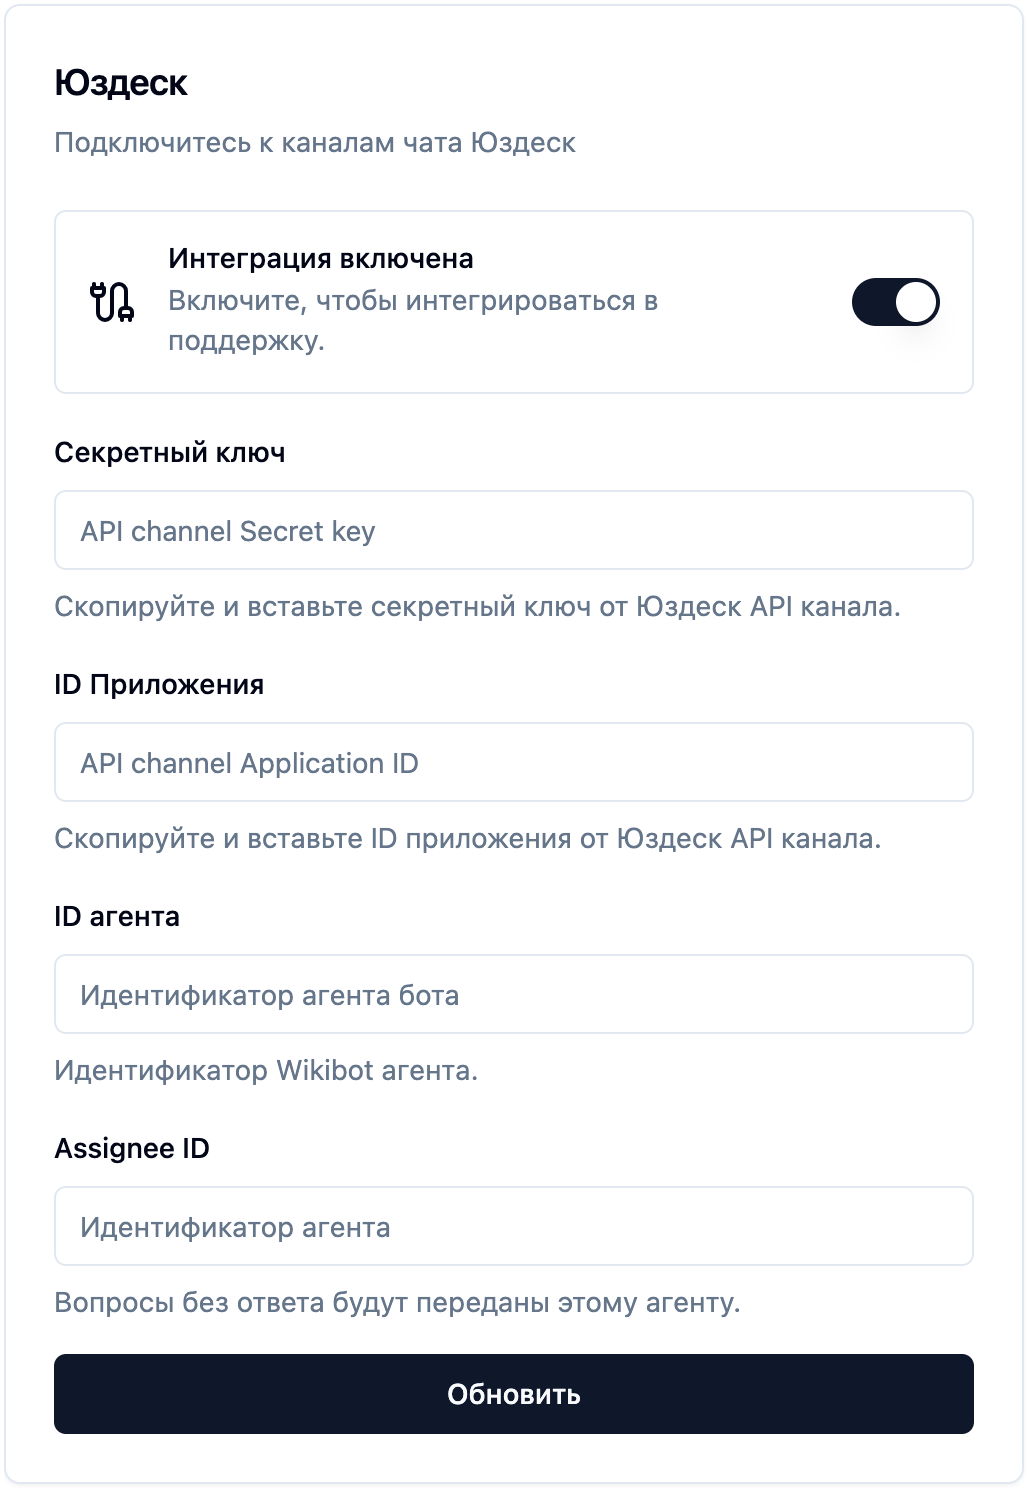 Юздеск
Подключитесь к каналам чата Юздеск
Интеграция включена
Включите, чтобы интегрироваться в
поддержку.
Секретный ключ
API channel Secret key
Скопируйте и вставьте секретный ключ от Юздеск API канала.
ID Приложения
API channel Application ID
Скопируйте и вставьте ID приложения от Юздеск API канала.
ID агента
Идентификатор агента бота
Идентификатор Wikibot агента.
Assignee ID
Идентификатор агента
Вопросы без ответа будут переданы этому агенту.
Обновить